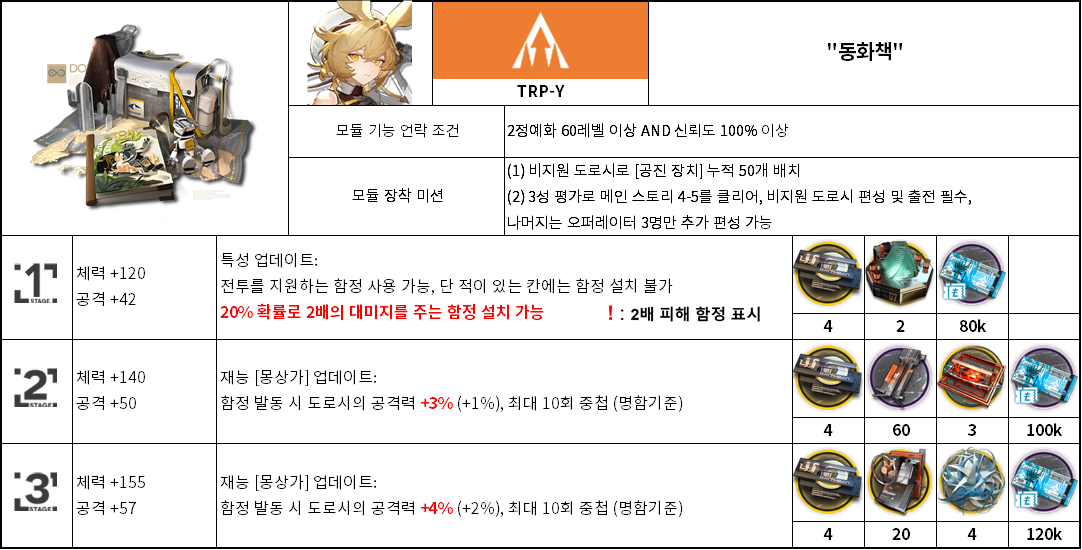 DO
STORY
TRP-Y
"동화책"
모듈 기능 언락 조건
2정예화 60레벨 이상 AND 신뢰도 100% 이상
모듈 장착 미션
(1) 비지원 도로시로 [공진 장치] 누적 50개 배치
(2) 3성 평가로 메인 스토리 4-5를 클리어, 비지원 도로시 편성 및 출전 필수,
나머지는 오퍼레이터 3명만 추가 편성 가능
1
STAGE.
체력 +120
공격 +42
특성 업데이트:
전투를 지원하는 함정 사용 가능, 단 적이 있는 칸에는 함정 설치 불가
20% 확률로 2배의 대미지를 주는 함정 설치 가능 ! : 2배 피해 함정 표시
4 2 80k
2
STAGE.
체력 +140
공격 +50
재능 [몽상가] 업데이트:
함정 발동 시 도로시의 공격력 +3% (+1%), 최대 10회 중첩 (명함기준)
4 60 3 100k
3
STAGE.
체력 +155
공격 +57
재능 [몽상가] 업데이트:
함정 발동 시 도로시의 공격력 +4% (+2%), 최대 10회 중첩 (명함기준)
4 20 4 120k